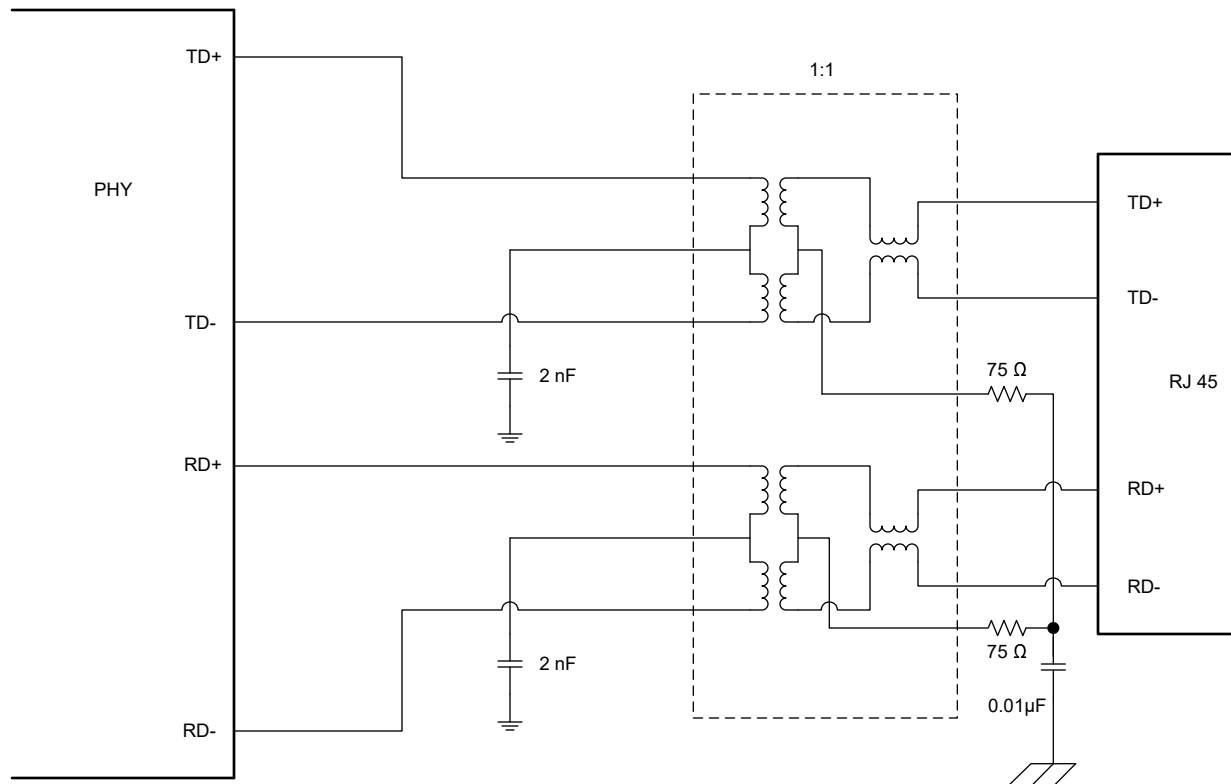 TD+
1:1
PHY
TD+
TD-
TD-
2 nF
75 Ω
RJ 45
RD+
RD+
RD-
2 nF
75 Ω
0.01µF
RD-